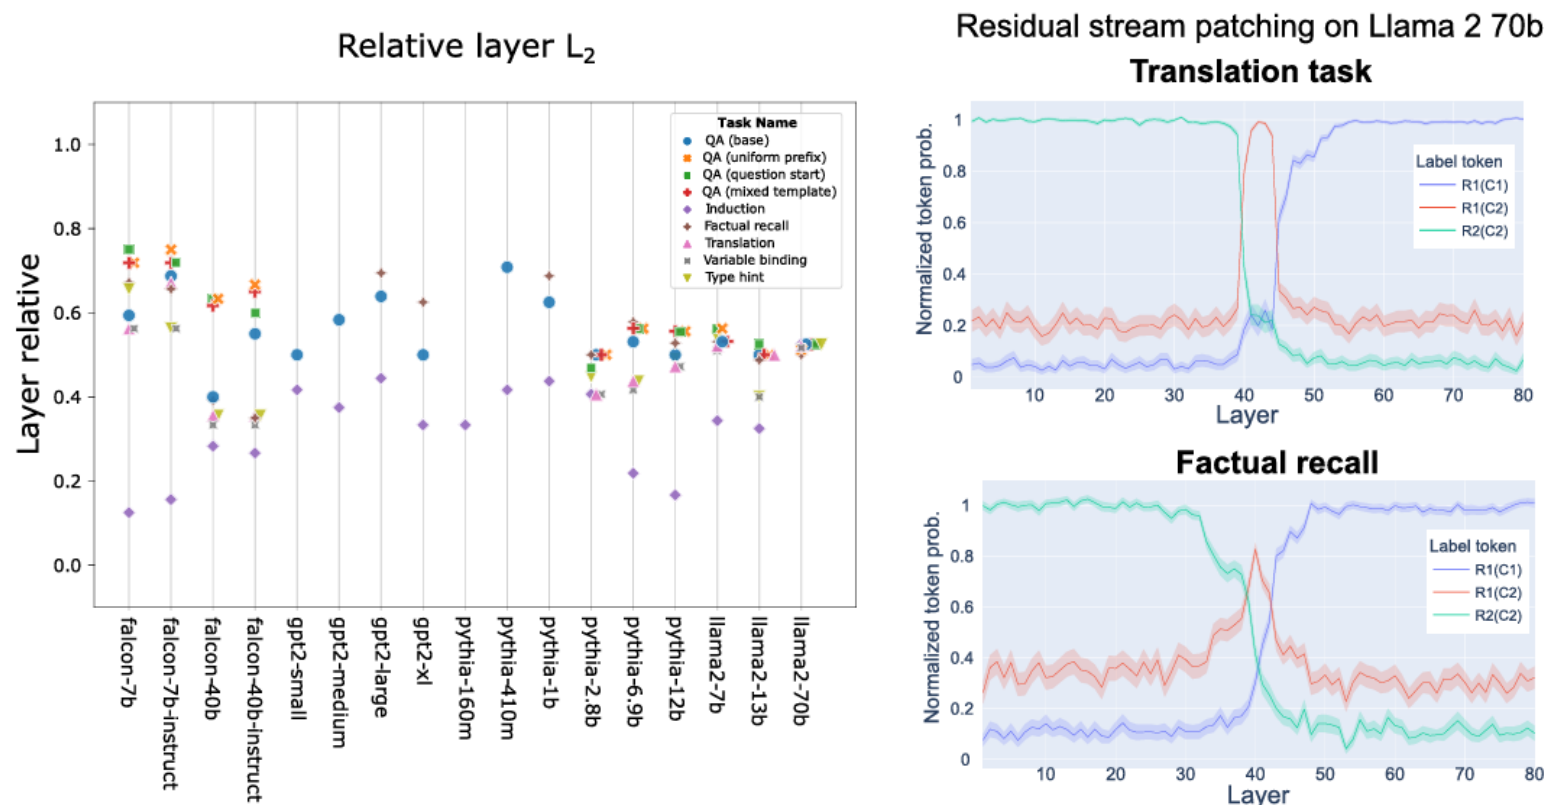 Relative layer L₂
Layer relative
1.0
0.8
0.6
0.4
0.2
0.0
Task Name
QA (base)
QA (uniform prefix)
QA (question start)
QA (mixed template)
Induction
Factual recall
Translation
Variable binding
Type hint
falcon-7b
falcon-7b-instruct
falcon-40b
falcon-40b-instruct
gpt2-small
gpt2-medium
gpt2-large
gpt2-xl
pythia-160m
pythia-410m
pythia-1b
pythia-2.8b
pythia-6.9b
pythia-12b
llama2-7b
llama2-13b
llama2-70b
Residual stream patching on Llama 2 70b
Translation task
Normalized token prob.
1
0.8
0.6
0.4
0.2
0
Label token
R1(C1)
R1(C2)
R2(C2)
10 20 30 40 50 60 70 80
Layer
Factual recall
Normalized token prob.
1
0.8
0.6
0.4
0.2
0
Label token
R1(C1)
R1(C2)
R2(C2)
10 20 30 40 50 60 70 80
Layer